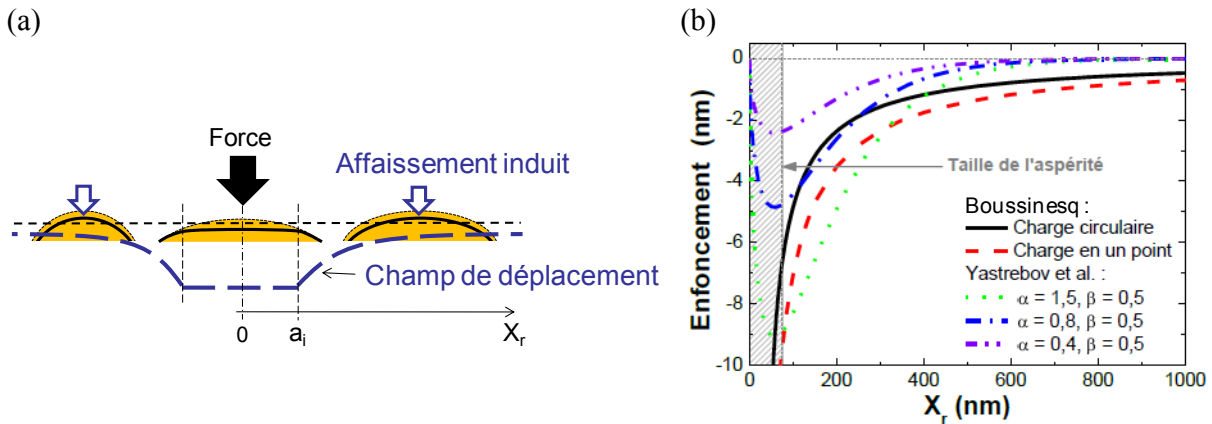 (a)
Force
Affaissement induit
Champ de déplacement
0
a_i
X_r
(b)
Enfoncement (nm)
0
-2
-4
-6
-8
-10
Taille de l'aspérité
Boussinesq :
Charge circulaire
Charge en un point
Yastrebov et al. :
α = 1,5, β = 0,5
α = 0,8, β = 0,5
α = 0,4, β = 0,5
0 200 400 600 800 1000
X_r (nm)